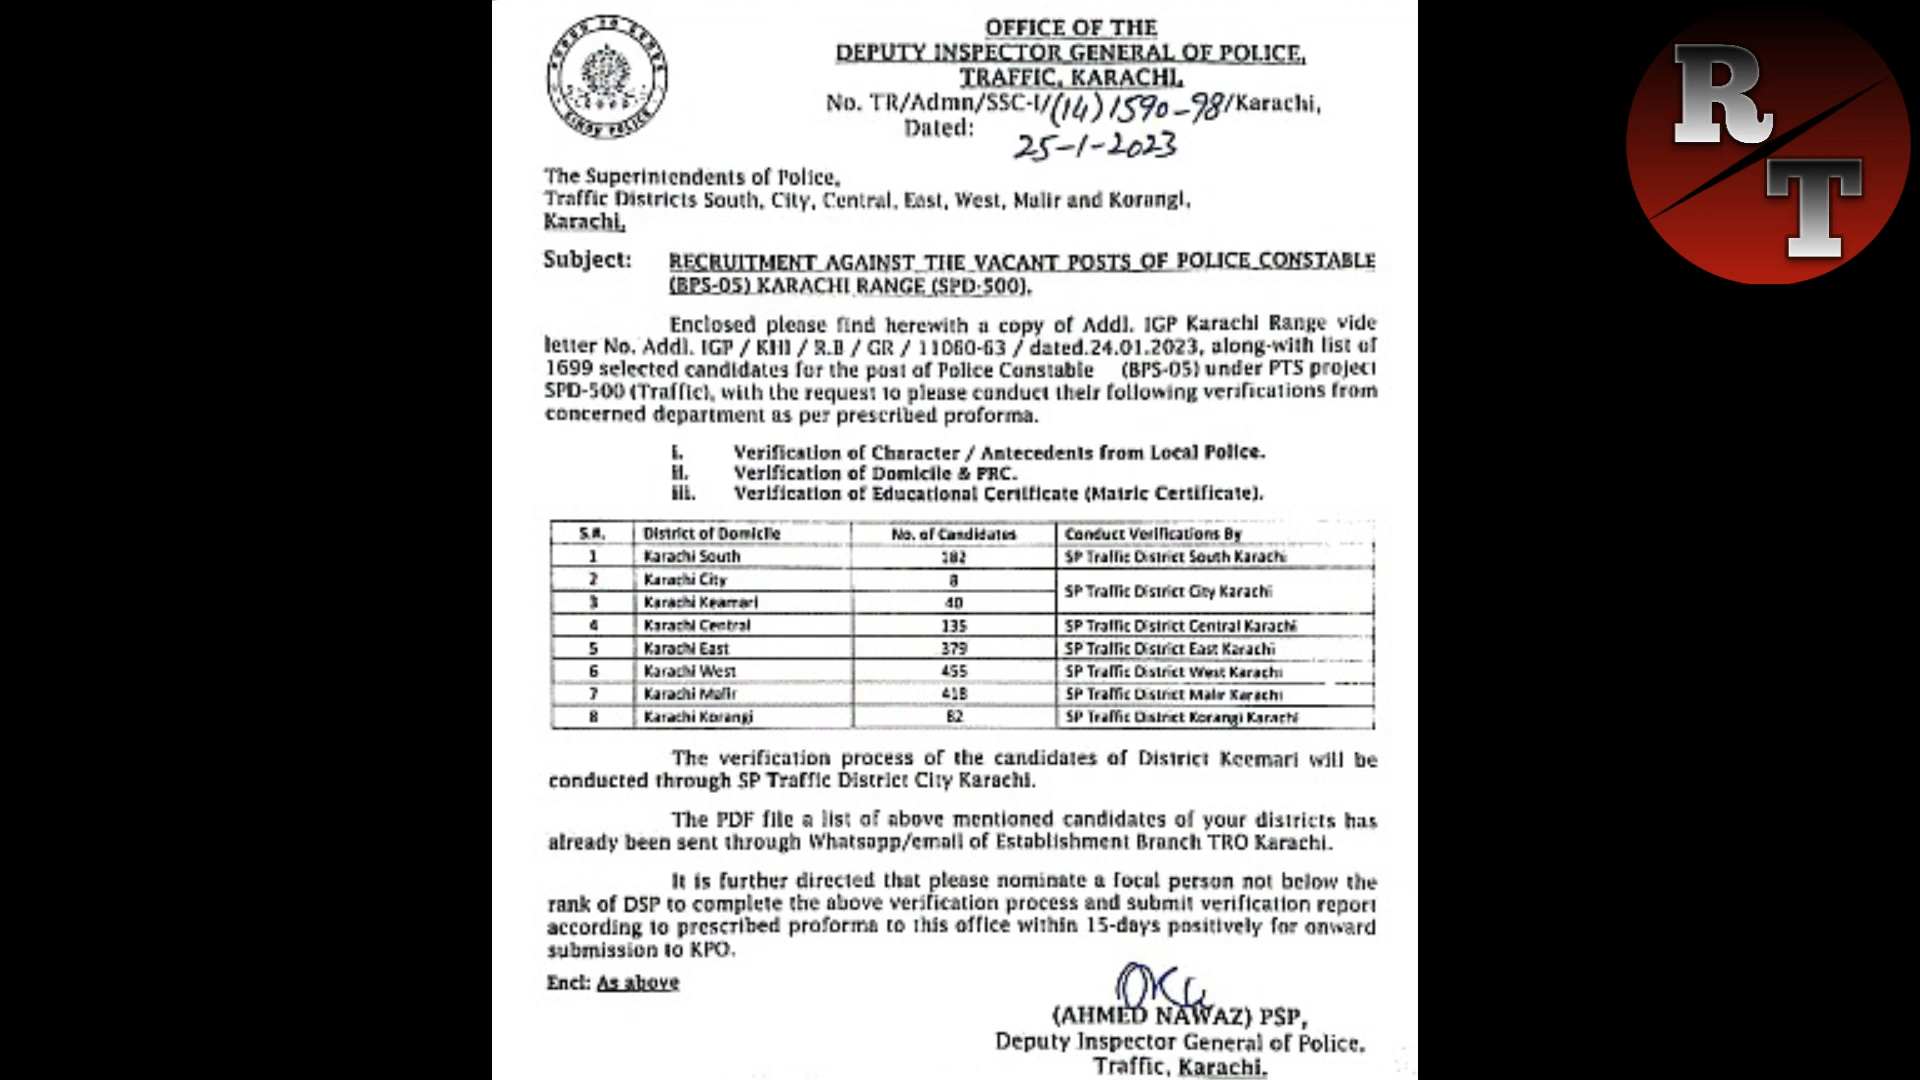 OFFICE OF THE
DEPUTY INSPECTOR GENERAL OF POLICE,
TRAFFIC, KARACHI,
No. TR/Admn/SSC-I/(14)1590-98/Karachi,
Dated: 25-1-2023
SINDH POLICE
R
T
The Superintendents of Police,
Traffic Districts South, City, Central, East, West, Malir and Korangi,
Karachi,
Subject: RECRUITMENT AGAINST THE VACANT POSTS OF POLICE CONSTABLE
(BPS-05) KARACHI RANGE (SPD-500).
Enclosed please find herewith a copy of Addl. IGP Karachi Range vide
letter No. Addl. IGP / KHI / R.B / GR / 11060-63 / dated.24.01.2023, along-with list of
1699 selected candidates for the post of Police Constable (BPS-05) under PTS project
SPD-500 (Traffic), with the request to please conduct their following verifications from
concerned department as per prescribed proforma.
i. Verification of Character / Antecedents from Local Police.
ii. Verification of Domicile & PRC.
iii. Verification of Educational Certificate (Matric Certificate).
S.#. District of Domicile No. of Candidates Conduct Verifications By
1 Karachi South 182 SP Traffic District South Karachi
2 Karachi City 8
SP Traffic District City Karachi
3 Karachi Keamari 40
4 Karachi Central 135 SP Traffic District Central Karachi
5 Karachi East 379 SP Traffic District East Karachi
6 Karachi West 455 SP Traffic District West Karachi
7 Karachi Malir 418 SP Traffic District Malir Karachi
8 Karachi Korangi 82 SP Traffic District Korangi Karachi
The verification process of the candidates of District Keemari will be
conducted through SP Traffic District City Karachi.
The PDF file a list of above mentioned candidates of your districts has
already been sent through Whatsapp/email of Establishment Branch TRO Karachi.
It is further directed that please nominate a focal person not below the
rank of DSP to complete the above verification process and submit verification report
according to prescribed proforma to this office within 15-days positively for onward
submission to KPO.
Encl: As above
(AHMED NAWAZ) PSP,
Deputy Inspector General of Police,
Traffic, Karachi.